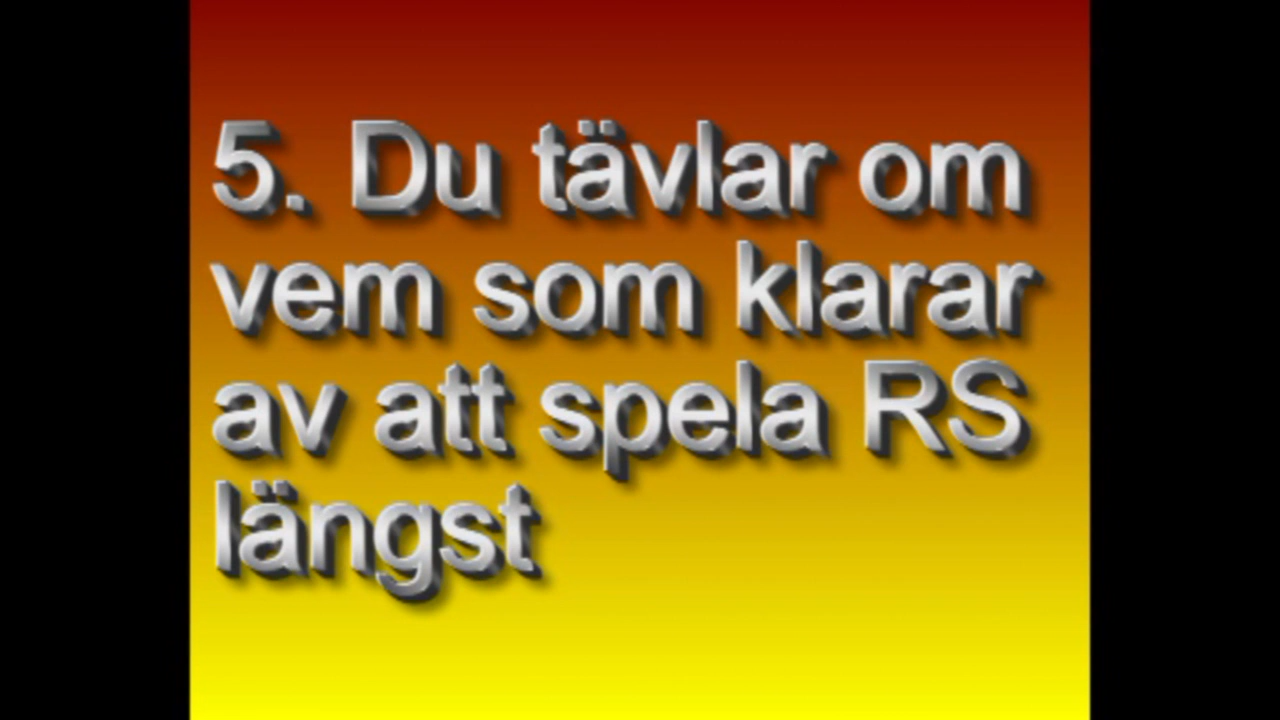 5. Du tävlar om
vem som klarar
av att spela RS
längst